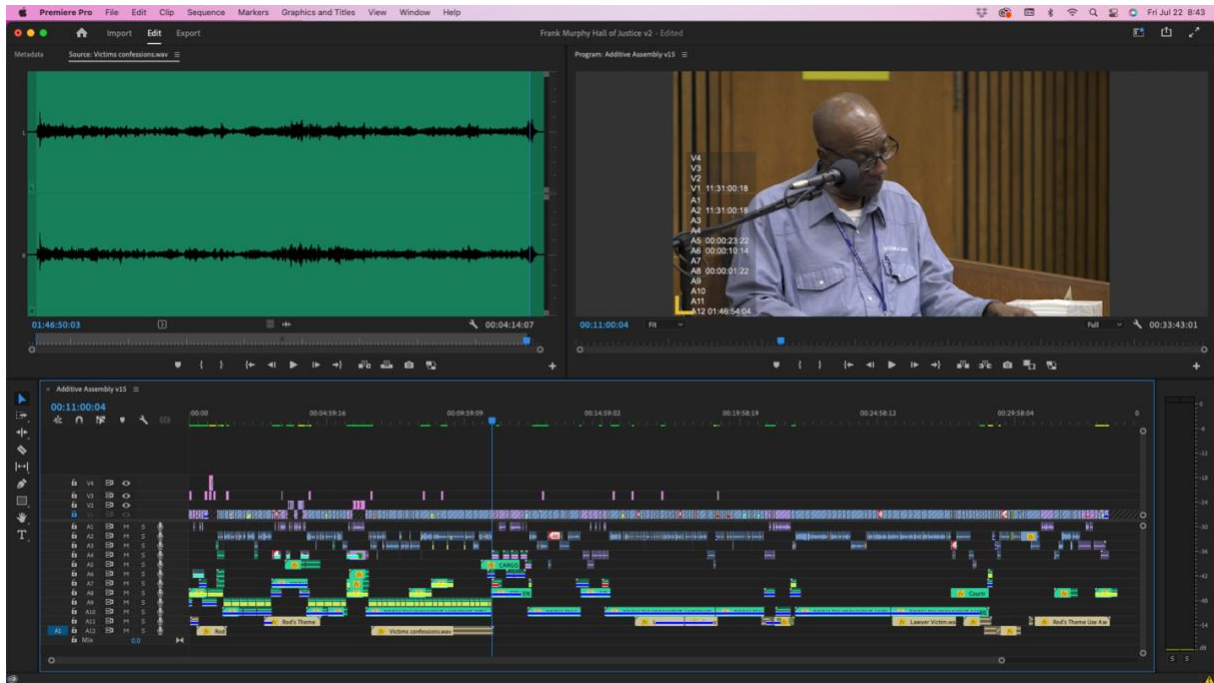 Premiere Pro File Edit Clip Sequence Markers Graphics and Titles View Window Help
Fri Jul 22 8:43
Import Edit Export
Frank Murphy Hall of Justice v2 - Edited
Metadata
Source: Victims confessions.wav
Program: Additive Assembly v15
L
R
V4
V3
V2
V1 11:31:00:18
A1
A2 11:31:00:18
A3
A4
A5 00:00:23:22
A6 00:00:10:14
A7
A8 00:00:01:22
A9
A10
A11
A12 01:46:54:04
01:46:50:03
00:04:14:07
00:11:00:04
Fit
Full
00:33:43:01
Additive Assembly v15
00:11:00:04
:00:00
00:04:59:16
00:09:59:09
00:14:59:02
00:19:58:19
00:24:58:12
00:29:58:04
V4
V3
V2
A1 M S
A2 M S
A3 M S
A4 M S
A5 M S
CARGO
A6 M S
A7 M S
A8 M S
EN
Courn
A9 M S
A10 M S
A11 M S
Rod's Theme
Lawyer Victim.wa
Rod's Theme Use A.w
A1 A12 M S
Rod
Victims confessions.wav
Mix 0.0
S S